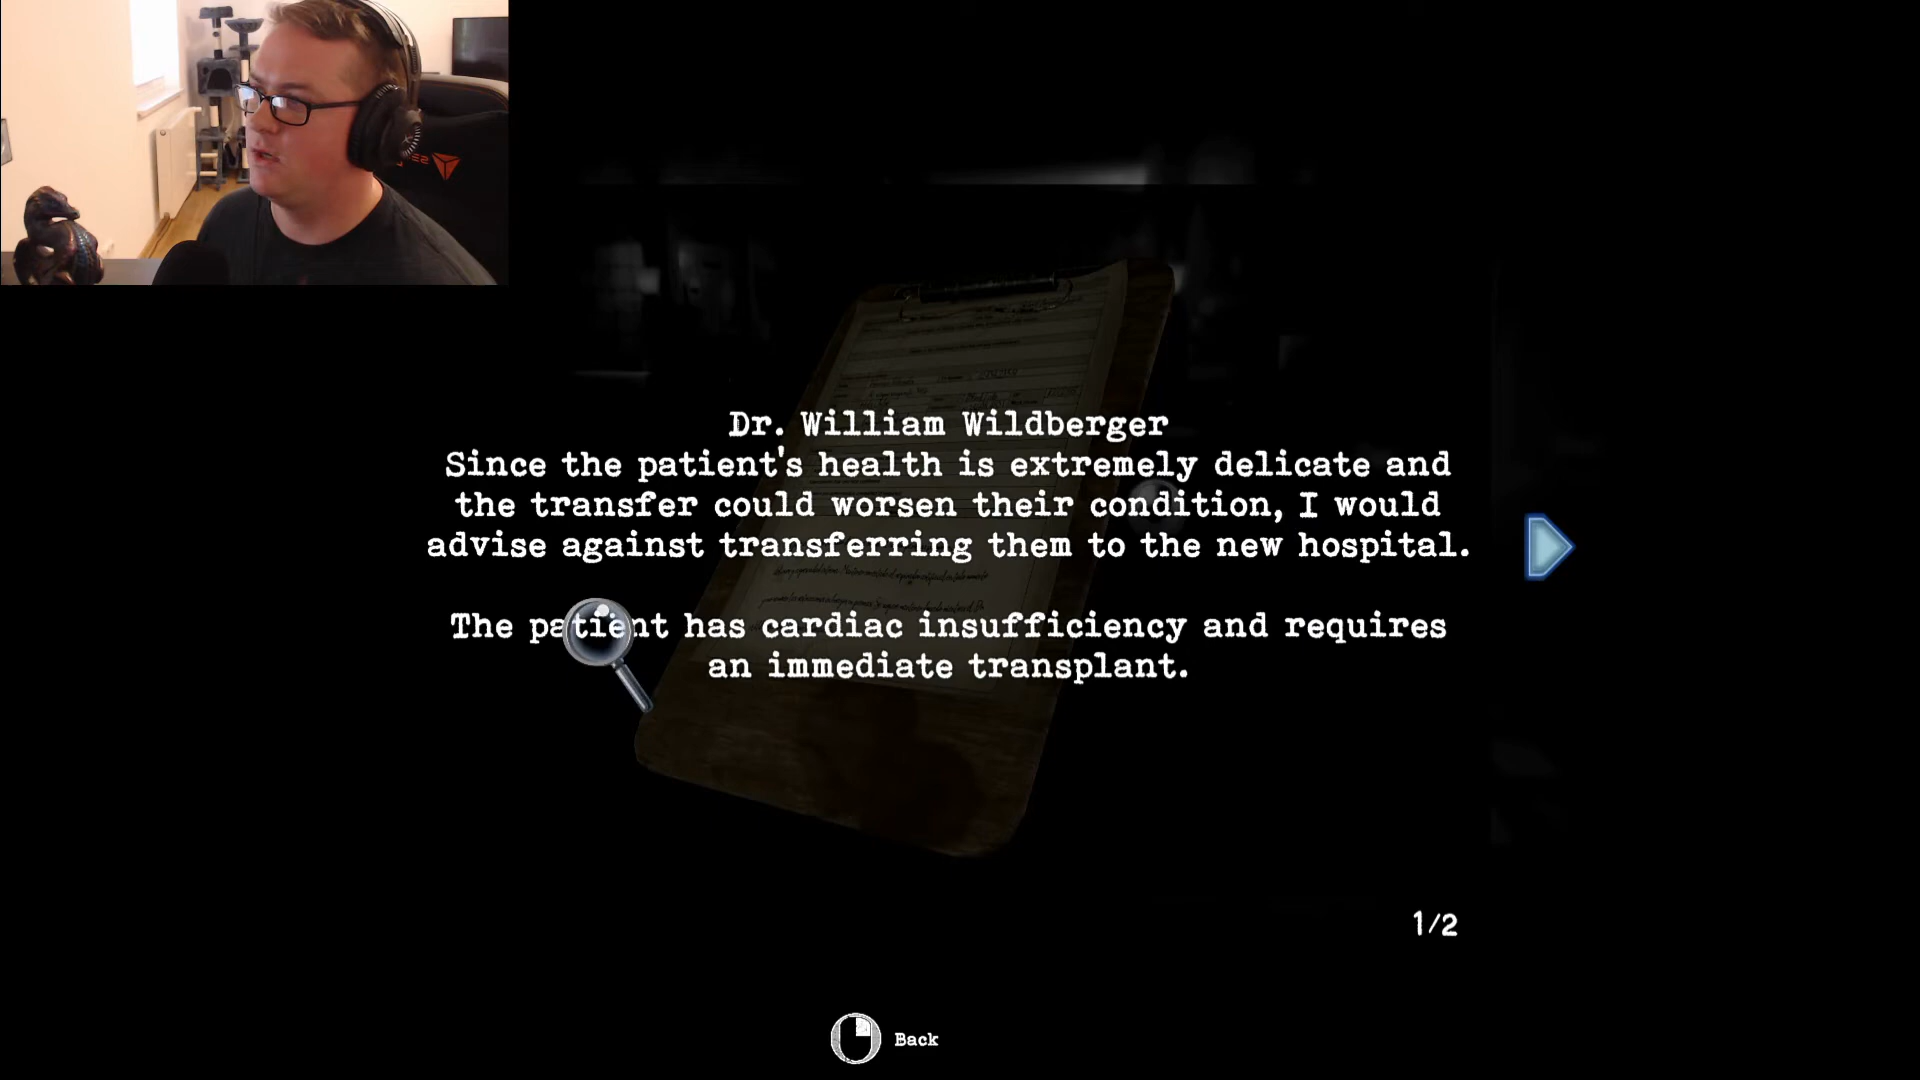 Dr. William Wildberger
Since the patient's health is extremely delicate and
the transfer could worsen their condition, I would
advise against transferring them to the new hospital.
The patient has cardiac insufficiency and requires
an immediate transplant.
1/2
Back